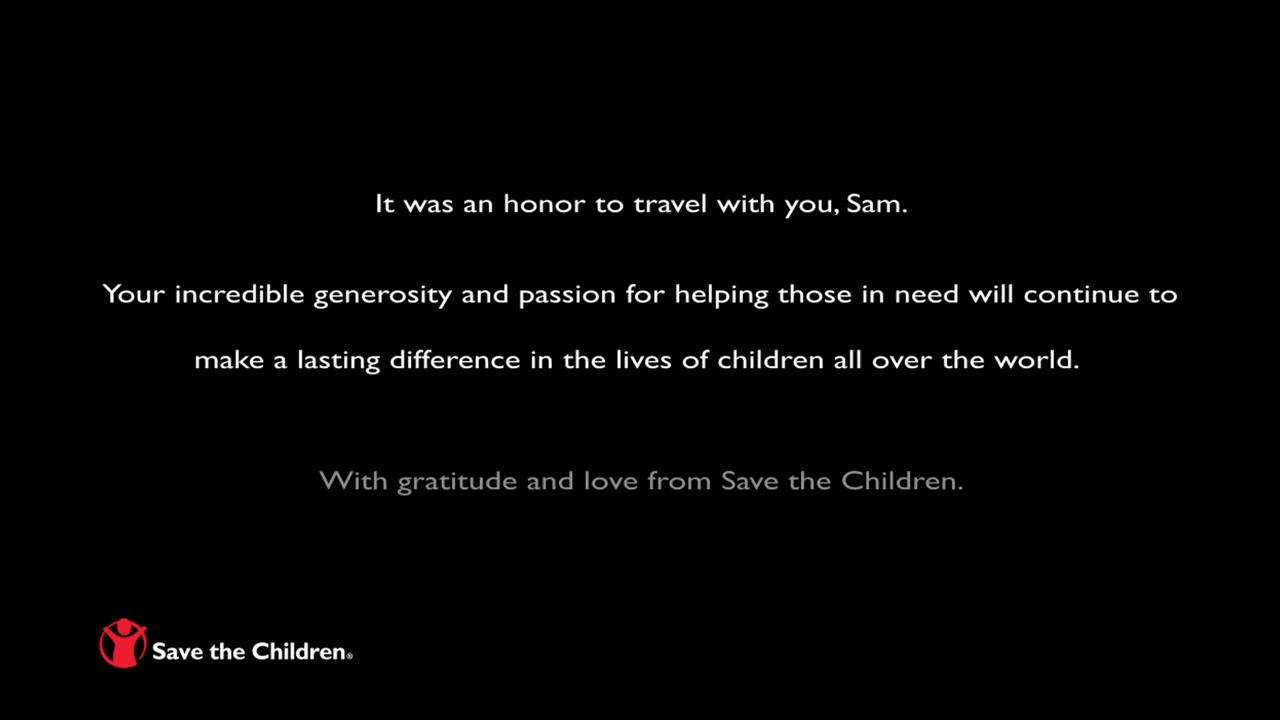 It was an honor to travel with you, Sam.
Your incredible generosity and passion for helping those in need will continue to
make a lasting difference in the lives of children all over the world.
With gratitude and love from Save the Children.
Save the Children®